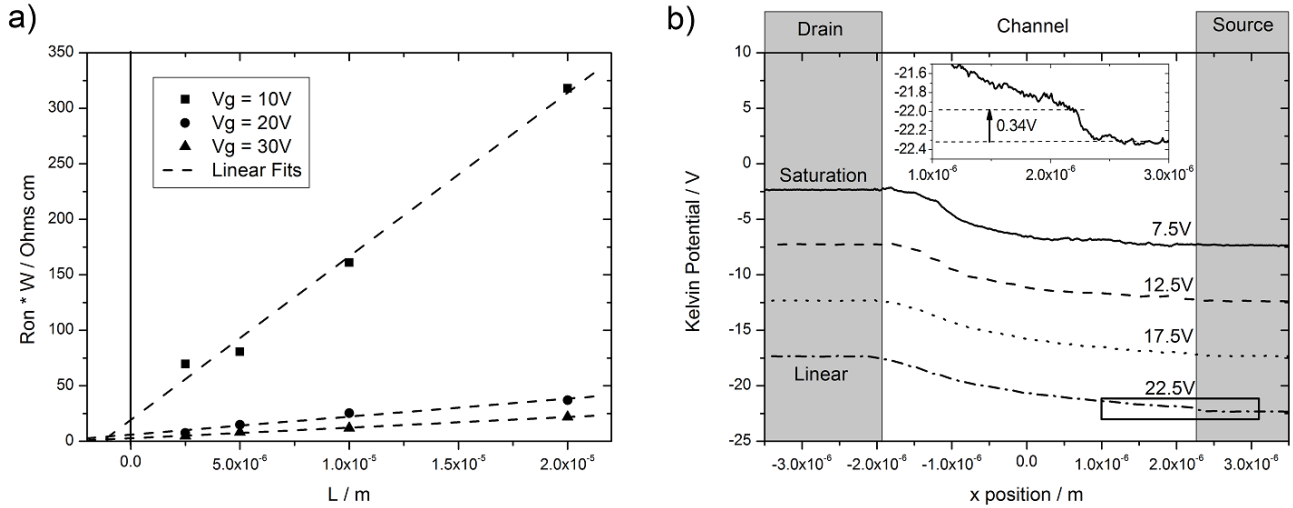 a)
350
300
250
200
150
100
50
0
Ron * W / Ohms cm
Vg = 10V
Vg = 20V
Vg = 30V
Linear Fits
0.0
5.0x10⁻⁶
1.0x10⁻⁵
1.5x10⁻⁵
2.0x10⁻⁵
L / m
b)
Drain
Channel
Source
10
5
0
-5
-10
-15
-20
-25
Kelvin Potential / V
-21.6
-21.8
-22.0
-22.2
-22.4
0.34V
1.0x10⁻⁶
2.0x10⁻⁶
3.0x10⁻⁶
Saturation
7.5V
12.5V
17.5V
Linear
22.5V
-3.0x10⁻⁶
-2.0x10⁻⁶
-1.0x10⁻⁶
0.0
1.0x10⁻⁶
2.0x10⁻⁶
3.0x10⁻⁶
x position / m